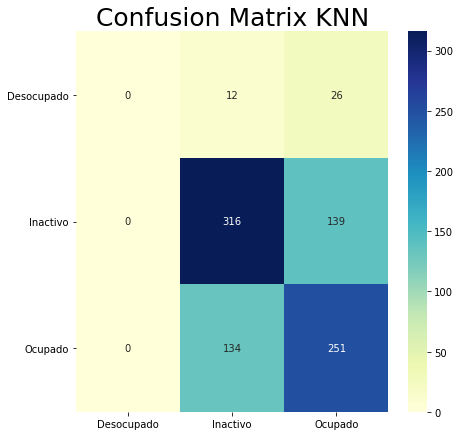 Confusion Matrix KNN
Desocupado 0 12 26
Inactivo 0 316 139
Ocupado 0 134 251
Desocupado Inactivo Ocupado
300
250
200
150
100
50
0